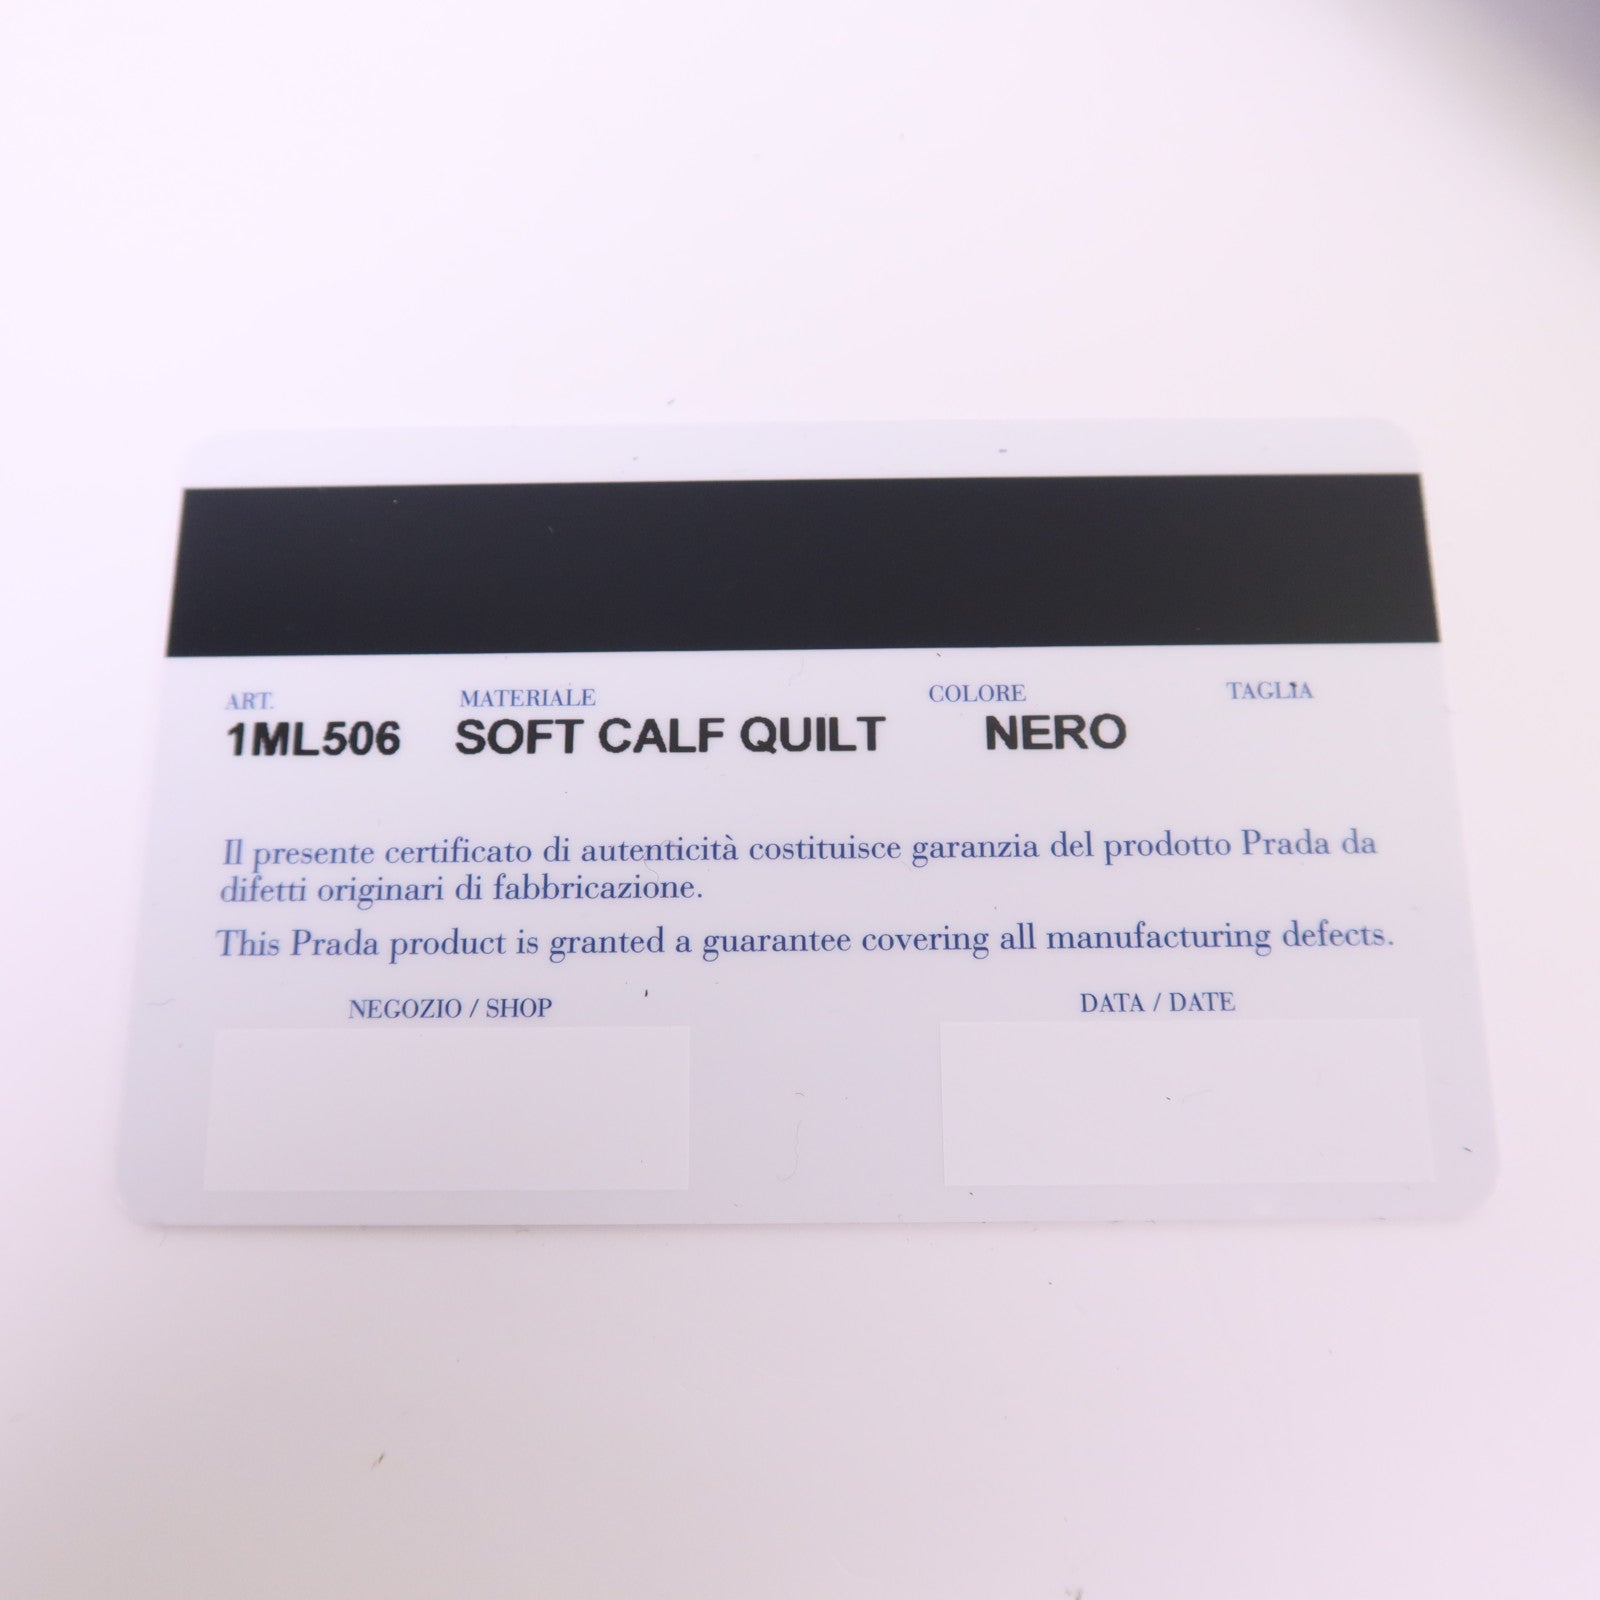 ART. MATERIALE COLORE TAGLIA
1ML506 SOFT CALF QUILT NERO
Il presente certificato di autenticità costituisce garanzia del prodotto Prada da
difetti originari di fabbricazione.
This Prada product is granted a guarantee covering all manufacturing defects.
NEGOZIO / SHOP DATA / DATE